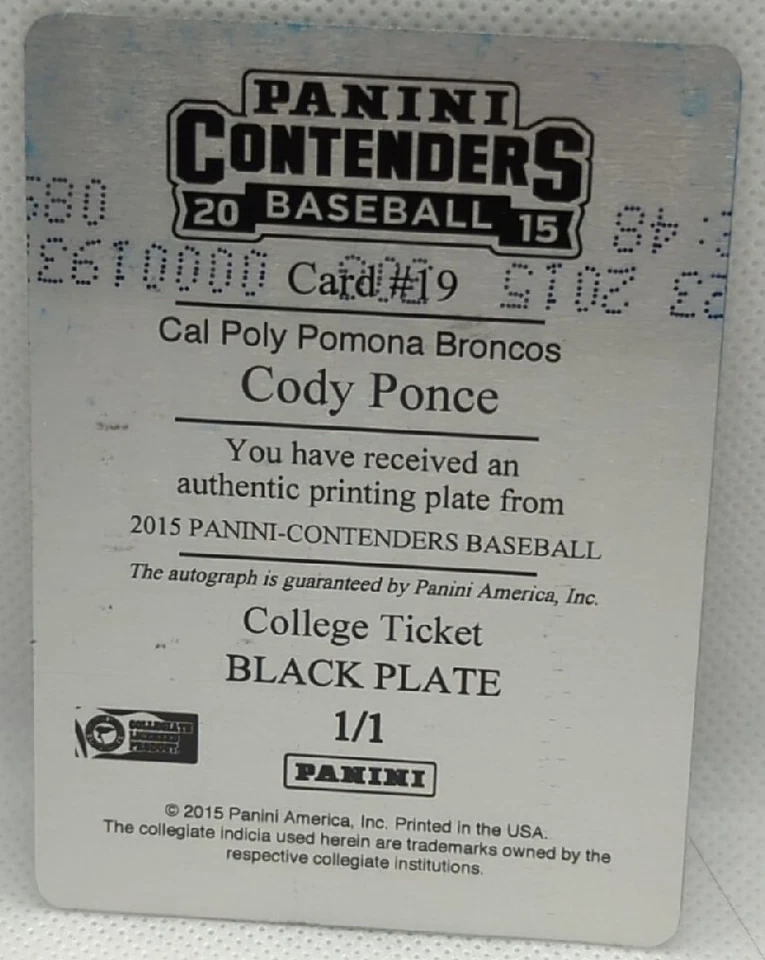 PANINI
CONTENDERS
20 BASEBALL 15
Card #19
Cal Poly Pomona Broncos
Cody Ponce
You have received an
authentic printing plate from
2015 PANINI-CONTENDERS BASEBALL
The autograph is guaranteed by Panini America, Inc.
College Ticket
BLACK PLATE
1/1
COLLEGIATE
LICENSED
PRODUCT
PANINI
© 2015 Panini America, Inc. Printed in the USA.
The collegiate indicia used herein are trademarks owned by the
respective collegiate institutions.